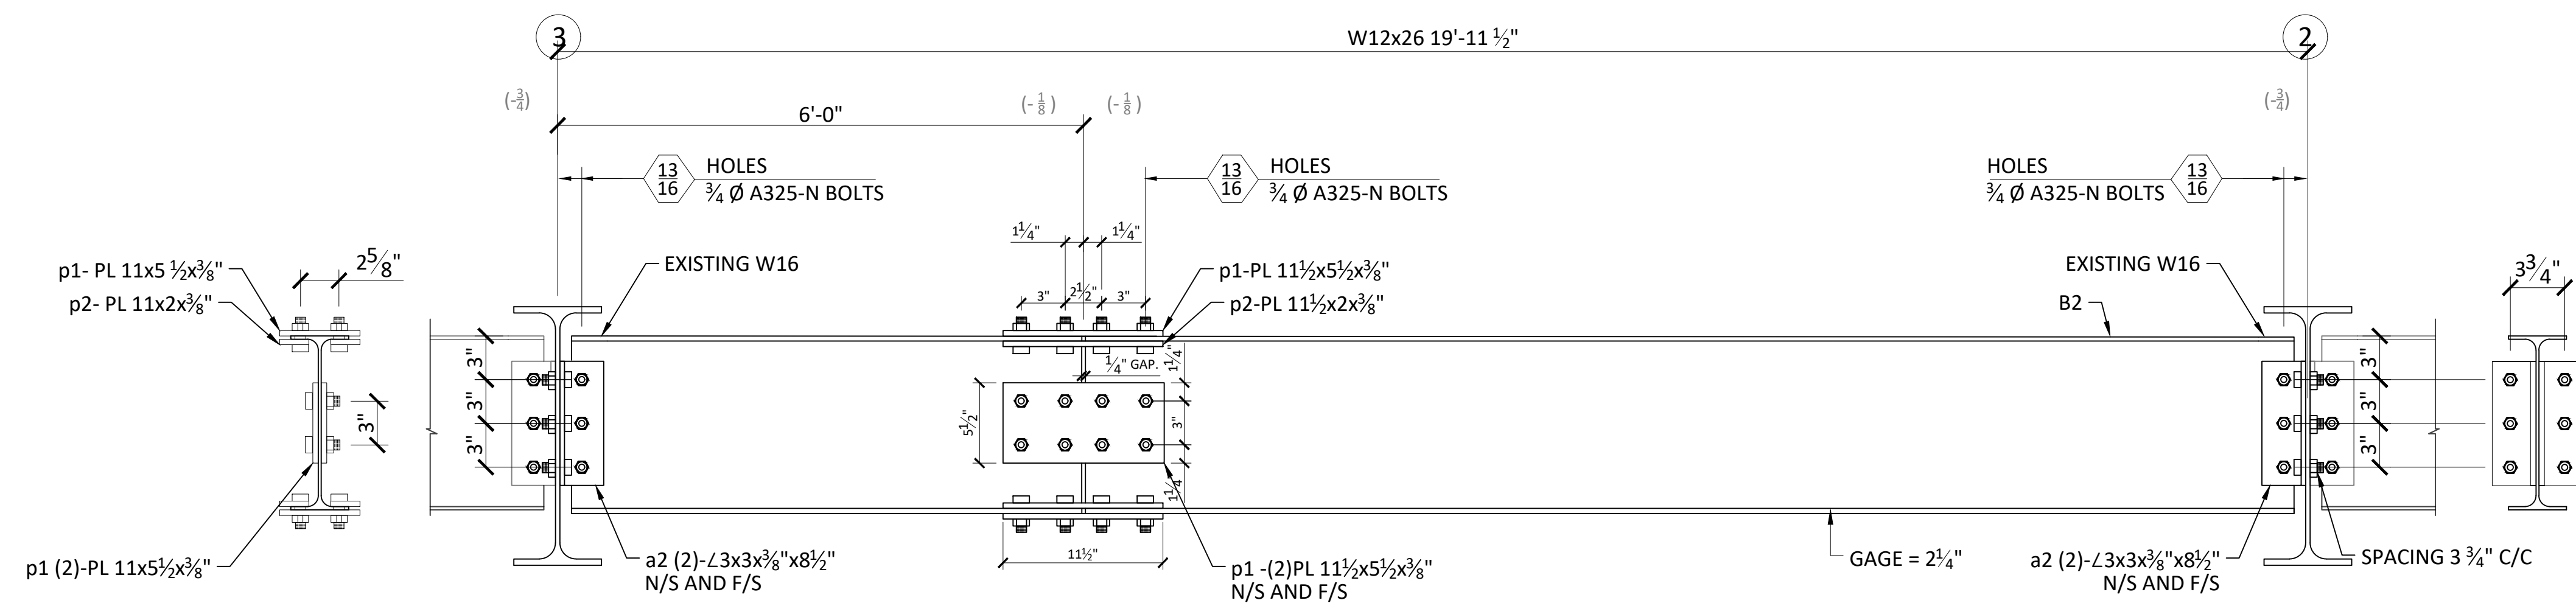 3
W12x26 19'-11 ½"
2
(-¾)
6'-0"
(-⅛ )
(-⅛ )
(-¾)
13/16
HOLES
¾ Ø A325-N BOLTS
13/16
HOLES
¾ Ø A325-N BOLTS
HOLES
¾ Ø A325-N BOLTS
13/16
1¼"
1¼"
3"
2½"
3"
p1- PL 11x5 ½x⅜"
p2- PL 11x2x⅜"
2⅝"
EXISTING W16
p1-PL 11½x5½x⅜"
p2-PL 11½x2x⅜"
EXISTING W16
B2
3¾"
¼" GAP.
1¼"
3"
3"
3"
3"
5½"
3"
1¼"
3"
3"
3"
11½"
p1 (2)-PL 11x5½x⅜"
a2 (2)-∠3x3x⅜"x8½"
N/S AND F/S
p1 -(2)PL 11½x5½x⅜"
N/S AND F/S
GAGE = 2¼"
a2 (2)-∠3x3x⅜"x8½"
N/S AND F/S
SPACING 3 ¾" C/C